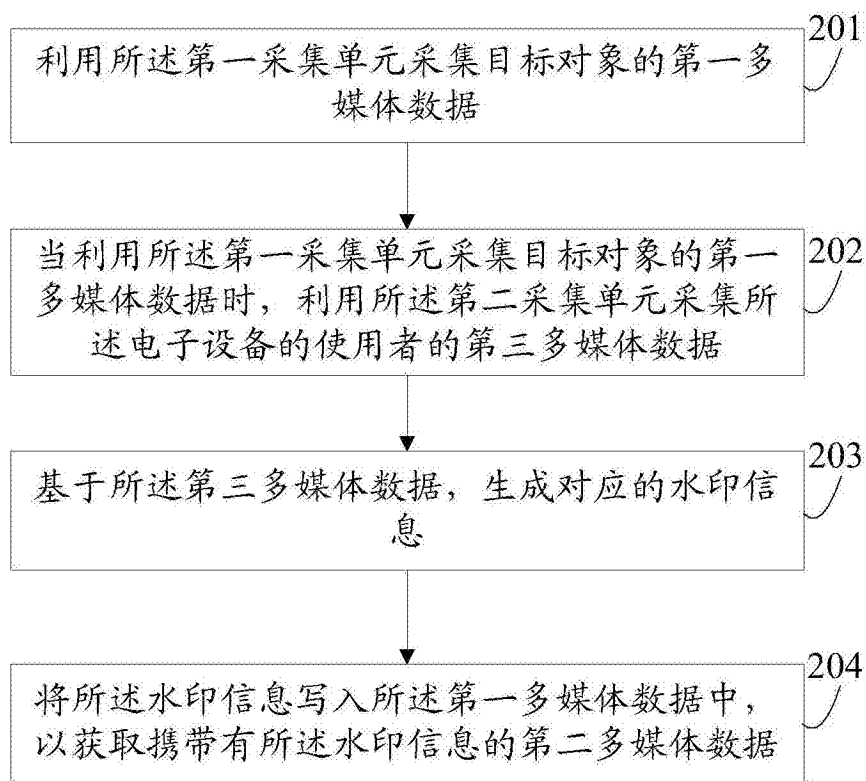 201
利用所述第一采集单元采集目标对象的第一多
媒体数据
202
当利用所述第一采集单元采集目标对象的第一
多媒体数据时，利用所述第二采集单元采集所
述电子设备的使用者的第三多媒体数据
203
基于所述第三多媒体数据，生成对应的水印信
息
204
将所述水印信息写入所述第一多媒体数据中，
以获取携带有所述水印信息的第二多媒体数据